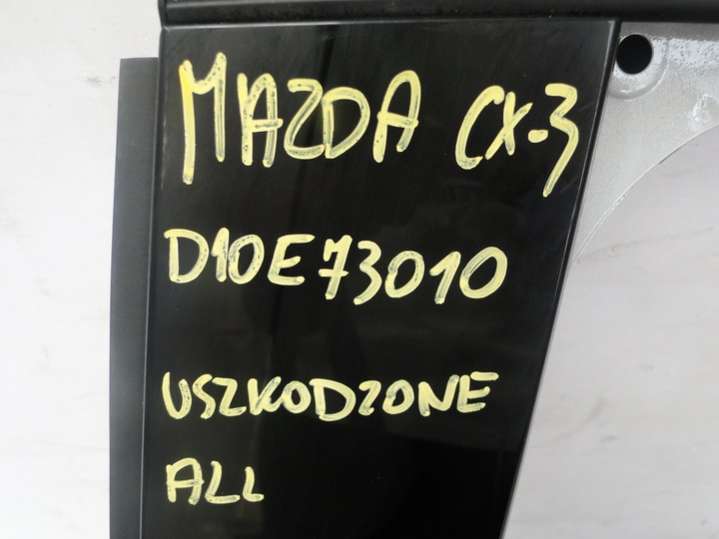 MAZDA CX-3
D10E73010
USZKODZONE
ALL